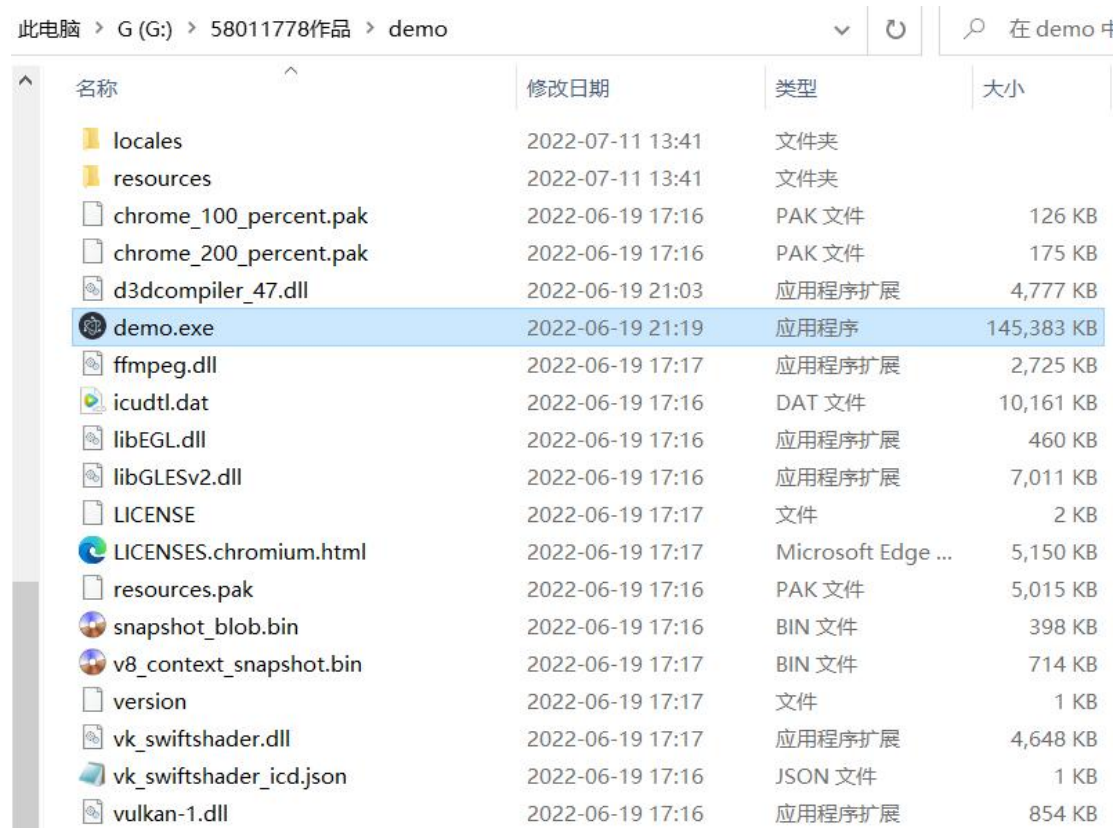 此电脑 > G (G:) > 58011778作品 > demo 在 demo 中
名称 修改日期 类型 大小
locales 2022-07-11 13:41 文件夹
resources 2022-07-11 13:41 文件夹
chrome_100_percent.pak 2022-06-19 17:16 PAK 文件 126 KB
chrome_200_percent.pak 2022-06-19 17:16 PAK 文件 175 KB
d3dcompiler_47.dll 2022-06-19 21:03 应用程序扩展 4,777 KB
demo.exe 2022-06-19 21:19 应用程序 145,383 KB
ffmpeg.dll 2022-06-19 17:17 应用程序扩展 2,725 KB
icudtl.dat 2022-06-19 17:16 DAT 文件 10,161 KB
libEGL.dll 2022-06-19 17:16 应用程序扩展 460 KB
libGLESv2.dll 2022-06-19 17:16 应用程序扩展 7,011 KB
LICENSE 2022-06-19 17:17 文件 2 KB
LICENSES.chromium.html 2022-06-19 17:17 Microsoft Edge ... 5,150 KB
resources.pak 2022-06-19 17:16 PAK 文件 5,015 KB
snapshot_blob.bin 2022-06-19 17:16 BIN 文件 398 KB
v8_context_snapshot.bin 2022-06-19 17:16 BIN 文件 714 KB
version 2022-06-19 17:17 文件 1 KB
vk_swiftshader.dll 2022-06-19 17:17 应用程序扩展 4,648 KB
vk_swiftshader_icd.json 2022-06-19 17:16 JSON 文件 1 KB
vulkan-1.dll 2022-06-19 17:16 应用程序扩展 854 KB